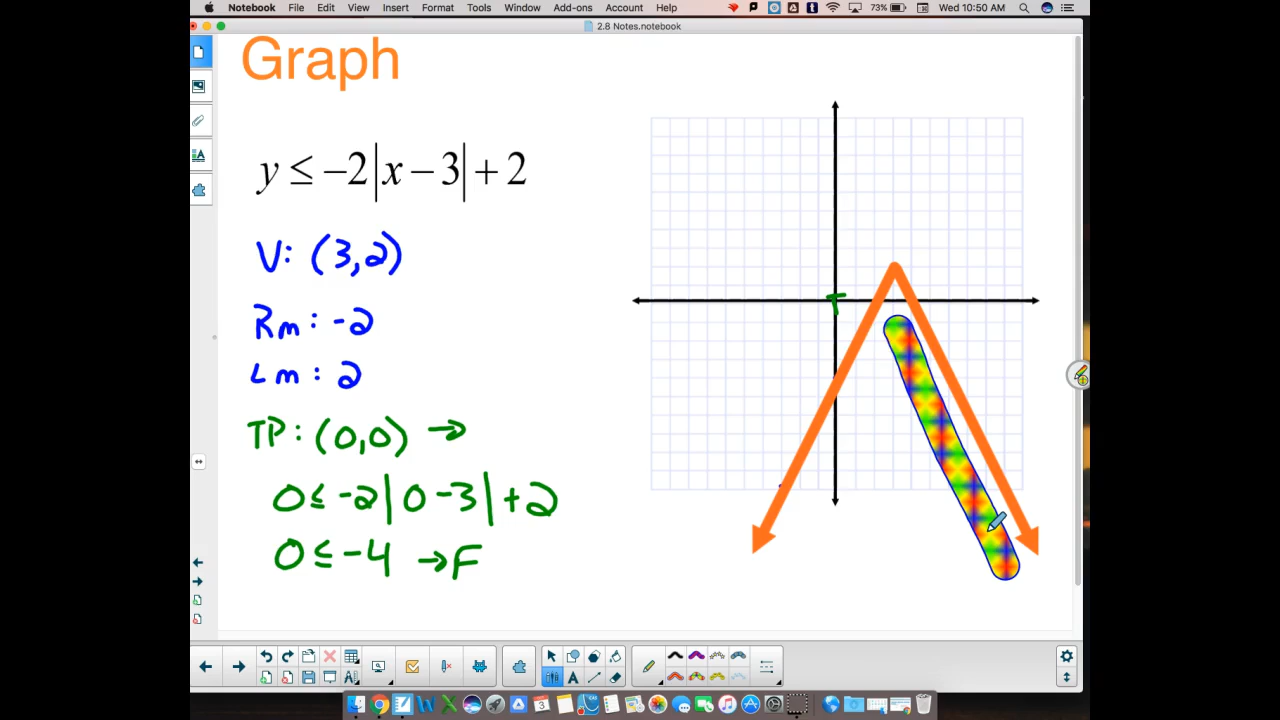 Notebook File Edit View Insert Format Tools Window Add-ons Account Help 73% Wed 10:50 AM
2.8 Notes.notebook
Graph
y ≤ −2|x − 3| + 2
V: (3,2)
Rm: -2
Lm: 2
TP: (0,0) →
0 ≤ -2|0-3| +2
0 ≤ -4 → F
T